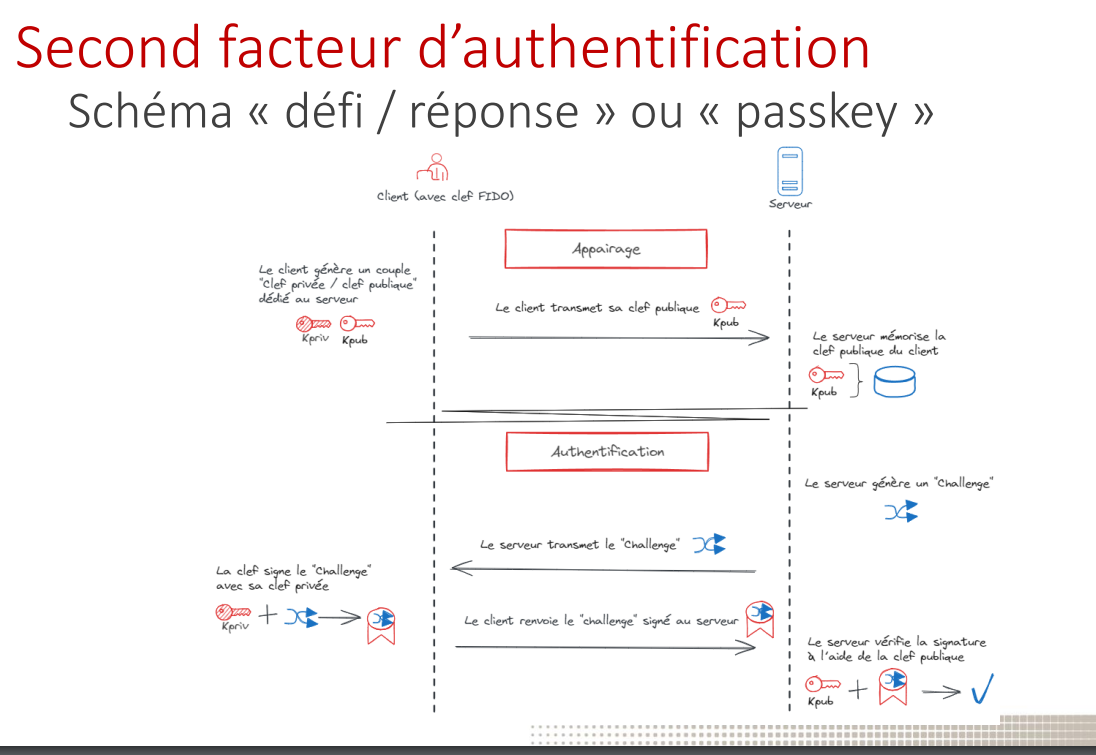 Second facteur d’authentification
Schéma « défi / réponse » ou « passkey »
Client (avec clef FIDO)
Serveur
Appairage
Le client génère un couple
"Clef privée / clef publique"
dédié au serveur
Kpriv
Kpub
Le client transmet sa clef publique
Kpub
Le serveur mémorise la
clef publique du client
Kpub
Authentification
Le serveur génère un "Challenge"
Le serveur transmet le "Challenge"
La clef signe le "Challenge"
avec sa clef privée
Kpriv
Le client renvoie le "challenge" signé au serveur
Le serveur vérifie la signature
à l'aide de la clef publique
Kpub